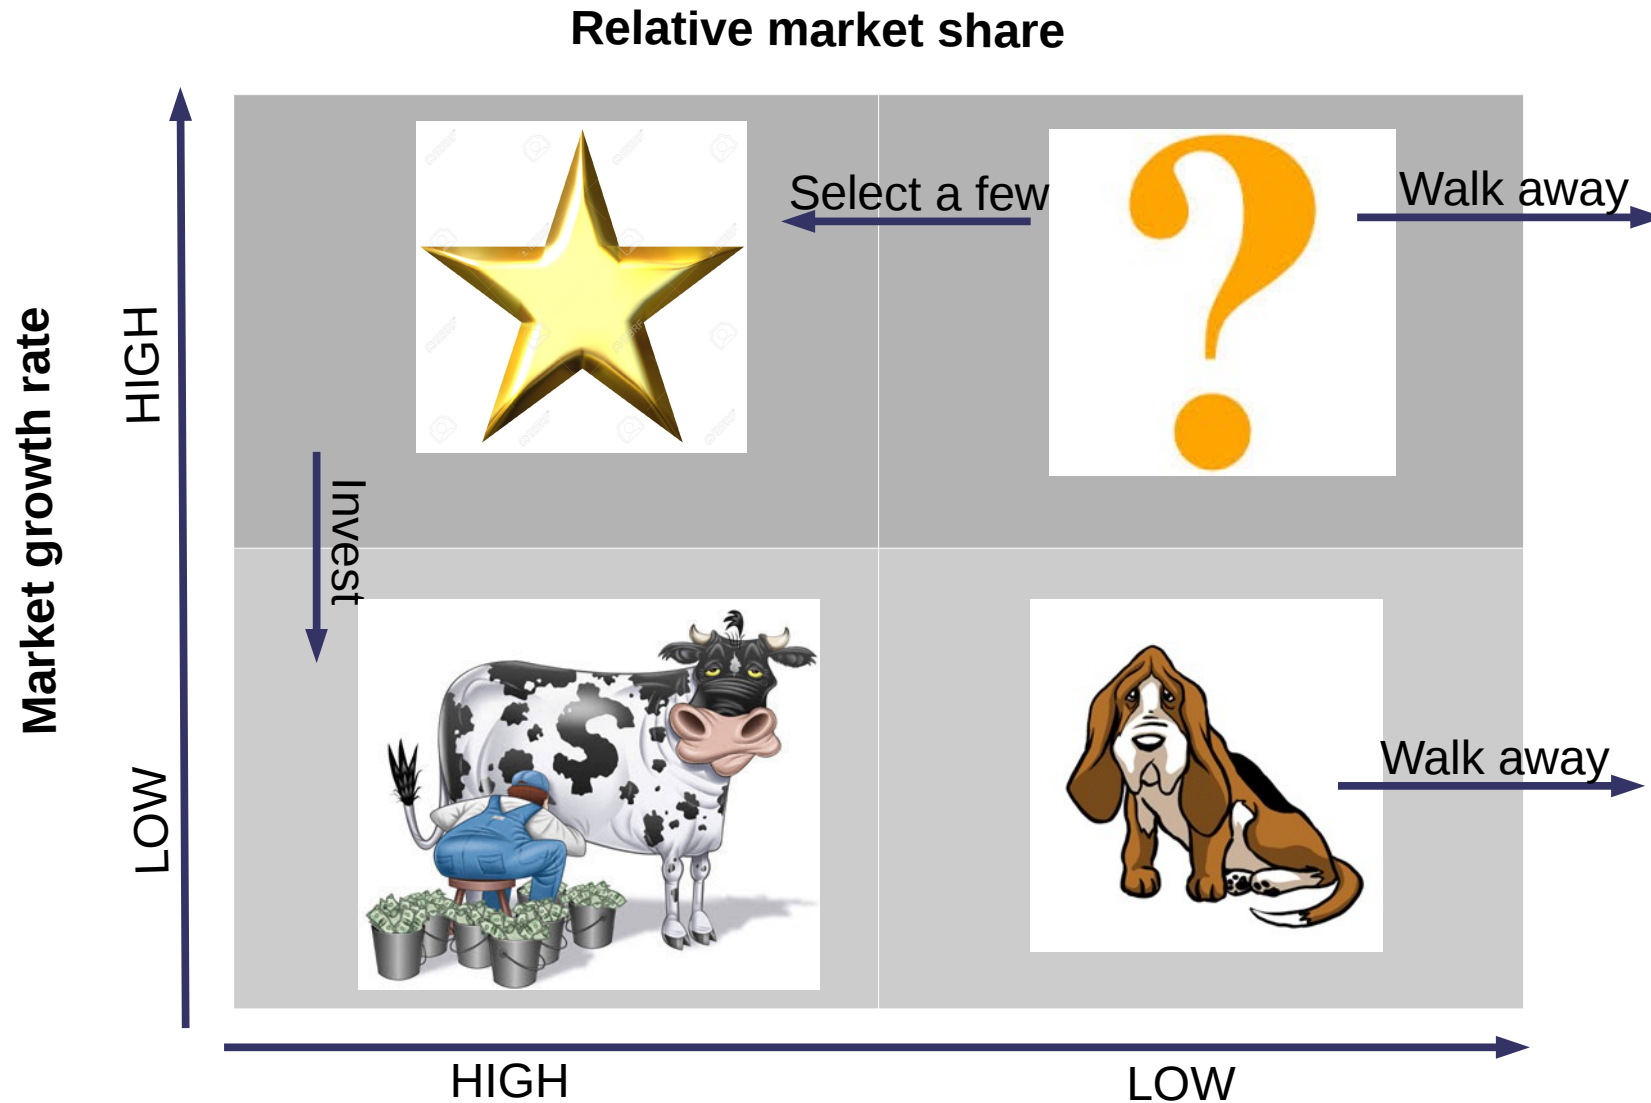 Relative market share
Select a few
Walk away
HIGH
Market growth rate
Invest
$
Walk away
LOW
HIGH
LOW